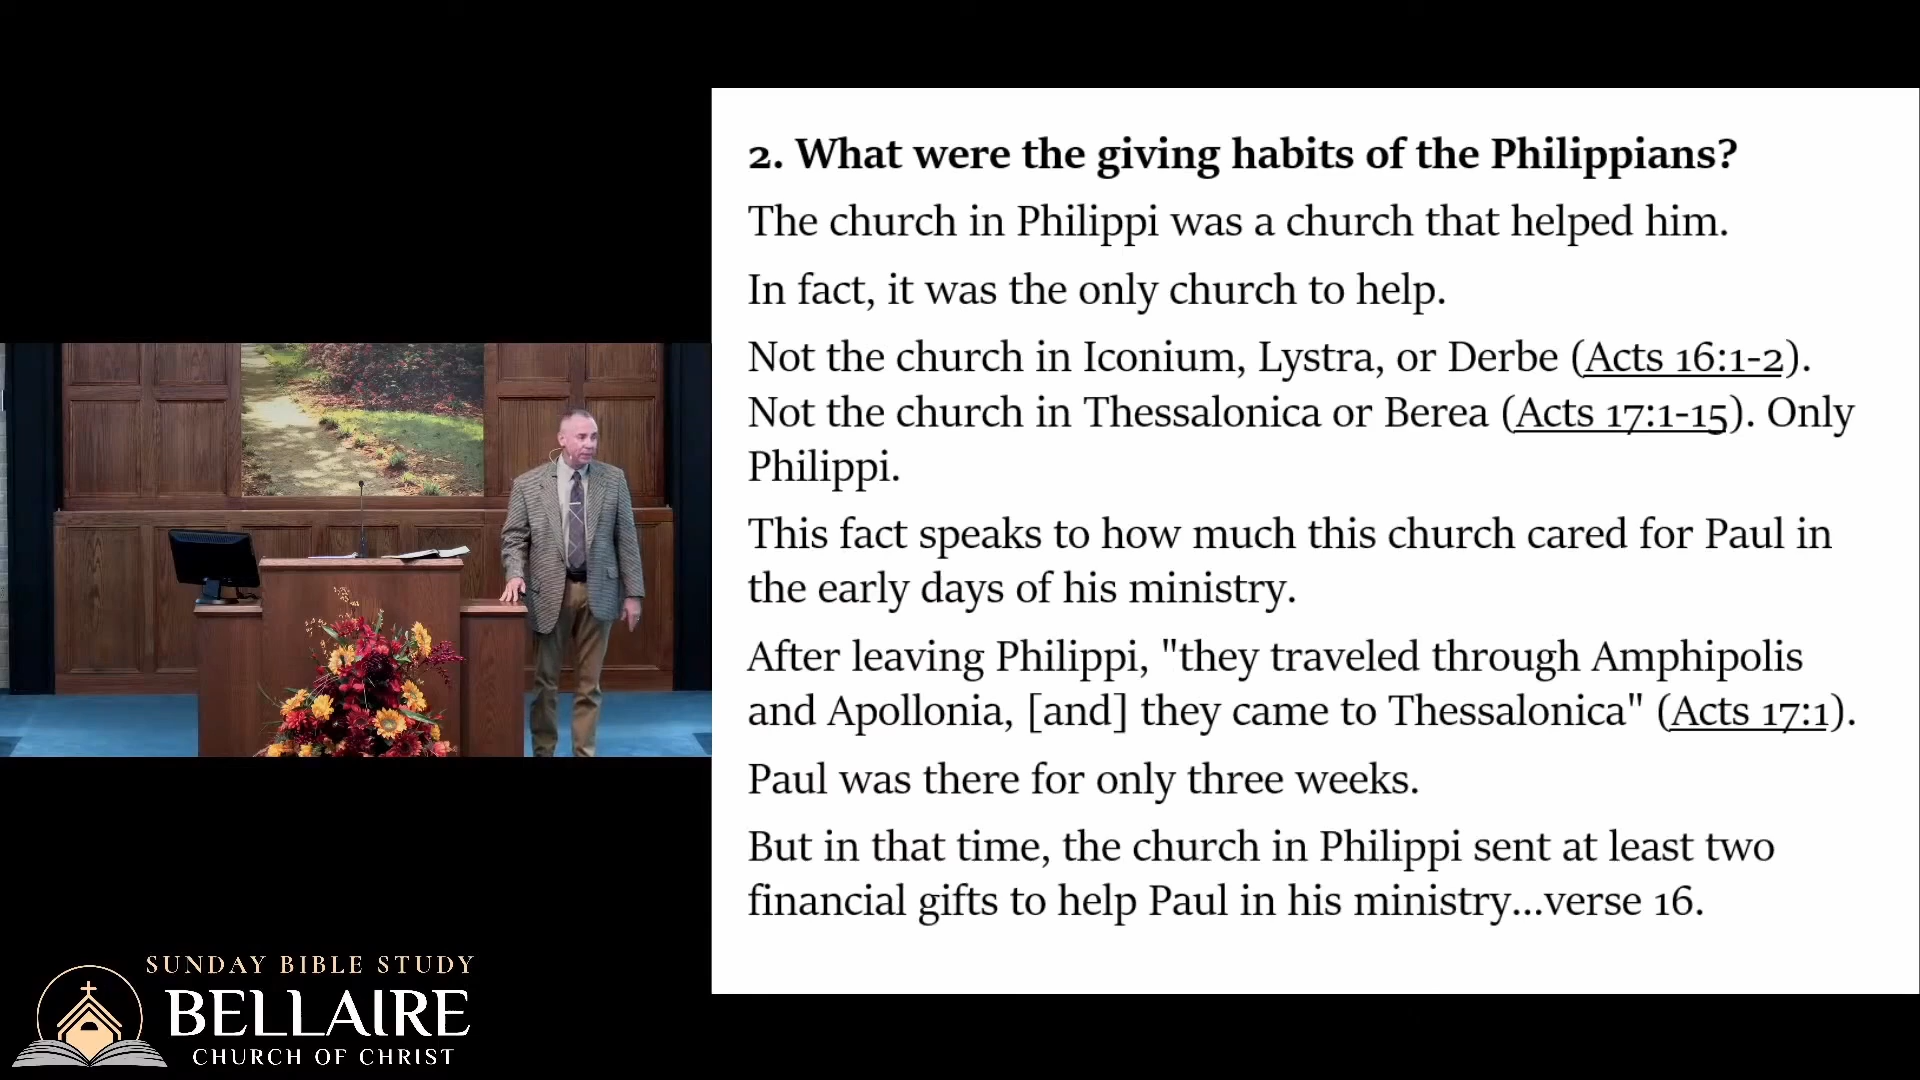 2. What were the giving habits of the Philippians?
The church in Philippi was a church that helped him.
In fact, it was the only church to help.
Not the church in Iconium, Lystra, or Derbe (Acts 16:1-2).
Not the church in Thessalonica or Berea (Acts 17:1-15). Only
Philippi.
This fact speaks to how much this church cared for Paul in
the early days of his ministry.
After leaving Philippi, "they traveled through Amphipolis
and Apollonia, [and] they came to Thessalonica" (Acts 17:1).
Paul was there for only three weeks.
But in that time, the church in Philippi sent at least two
financial gifts to help Paul in his ministry...verse 16.
SUNDAY BIBLE STUDY
BELLAIRE
CHURCH OF CHRIST